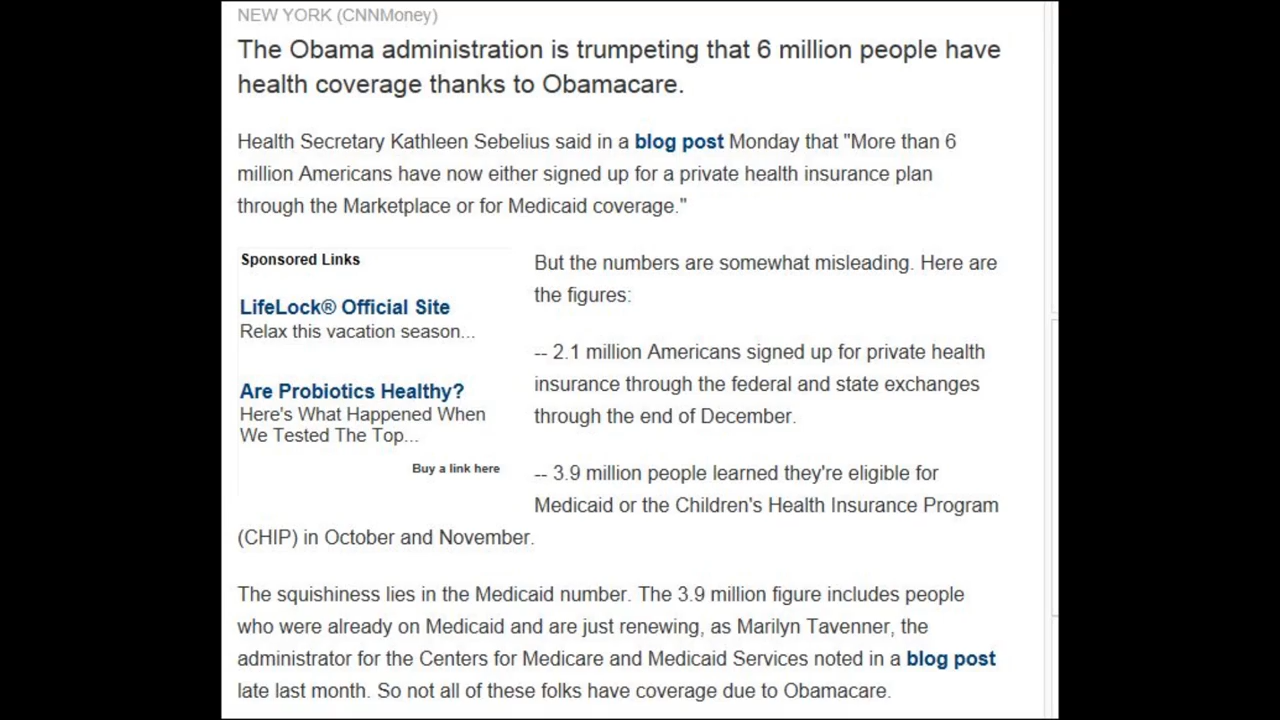 NEW YORK (CNNMoney)
The Obama administration is trumpeting that 6 million people have
health coverage thanks to Obamacare.
Health Secretary Kathleen Sebelius said in a blog post Monday that "More than 6
million Americans have now either signed up for a private health insurance plan
through the Marketplace or for Medicaid coverage."
Sponsored Links
LifeLock® Official Site
Relax this vacation season...
Are Probiotics Healthy?
Here's What Happened When
We Tested The Top...
Buy a link here
But the numbers are somewhat misleading. Here are
the figures:
-- 2.1 million Americans signed up for private health
insurance through the federal and state exchanges
through the end of December.
-- 3.9 million people learned they're eligible for
Medicaid or the Children's Health Insurance Program
(CHIP) in October and November.
The squishiness lies in the Medicaid number. The 3.9 million figure includes people
who were already on Medicaid and are just renewing, as Marilyn Tavenner, the
administrator for the Centers for Medicare and Medicaid Services noted in a blog post
late last month. So not all of these folks have coverage due to Obamacare.